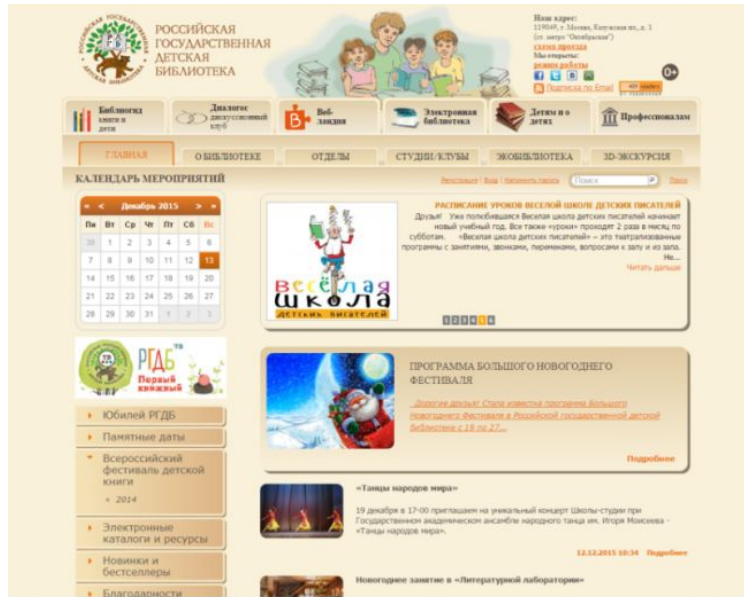 РОССИЙСКАЯ
ГОСУДАРСТВЕННАЯ
ДЕТСКАЯ
БИБЛИОТЕКА
Наш адрес:
119049, г. Москва, Калужская пл., д. 1
(ст. метро "Октябрьская")
схема проезда
Мы открыты:
режим работы
Подписка по Email
0+
Библиогид
книги и
дети
Диалогос
дискуссионный
клуб
Веб-
ландия
Электронная
библиотека
Детям о
детях
Профессионалам
ГЛАВНАЯ
О БИБЛИОТЕКЕ
ОТДЕЛЫ
СТУДИИ/КЛУБЫ
ЭКОБИБЛИОТЕКА
3D-ЭКСКУРСИЯ
КАЛЕНДАРЬ МЕРОПРИЯТИЙ
Регистрация | Вход | Напомнить пароль
Поиск
Поиск
« < Декабрь 2015 > »
Пн Вт Ср Чт Пт Сб Вс
30 1 2 3 4 5 6
7 8 9 10 11 12 13
14 15 16 17 18 19 20
21 22 23 24 25 26 27
28 29 30 31 1 2 3
ВЕСЁЛАЯ
ШКОЛА
ДЕТСКИХ ПИСАТЕЛЕЙ
РАСПИСАНИЕ УРОКОВ ВЕСЕЛОЙ ШКОЛЕ ДЕТСКИХ ПИСАТЕЛЕЙ
Друзья! Уже полюбившаяся Веселая школа детских писателей начинает
новый учебный год. Все также «уроки» проходят 2 раза в месяц по
субботам. «Веселая школа детских писателей» – это театрализованные
программы с занятиями, звонками, переменами, вопросами к залу и из зала.
Не...
Читать дальше
1 2 3 4 5 6
РГДБ ТВ
Первый
книжный
Юбилей РГДБ
Памятные даты
Всероссийский
фестиваль детской
книги
2014
Электронные
каталоги и ресурсы
Новинки и
бестселлеры
Благодарности
ПРОГРАММА БОЛЬШОГО НОВОГОДНЕГО
ФЕСТИВАЛЯ
Дорогие друзья! Стала известна программа Большого
Новогоднего Фестиваля в Российской государственной детской
библиотеке с 19 по 27...
Подробнее
«Танцы народов мира»
19 декабря в 17-00 приглашаем на уникальный концерт Школы-студии при
Государственном академическом ансамбле народного танца им. Игоря Моисеева -
«Танцы народов мира».
12.12.2015 10:34 Подробнее
Новогоднее занятие в «Литературной лаборатории»